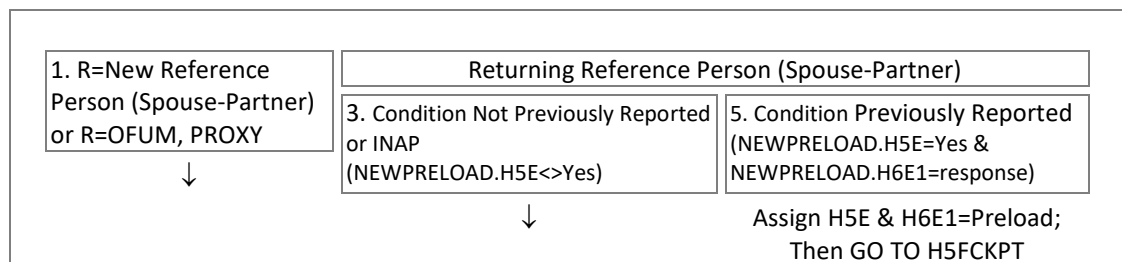 1. R=New Reference
Person (Spouse-Partner)
or R=OFUM, PROXY
↓
Returning Reference Person (Spouse-Partner)
3. Condition Not Previously Reported
or INAP
(NEWPRELOAD.H5E<>Yes)
↓
5. Condition Previously Reported
(NEWPRELOAD.H5E=Yes &
NEWPRELOAD.H6E1=response)
Assign H5E & H6E1=Preload;
Then GO TO H5FCKPT